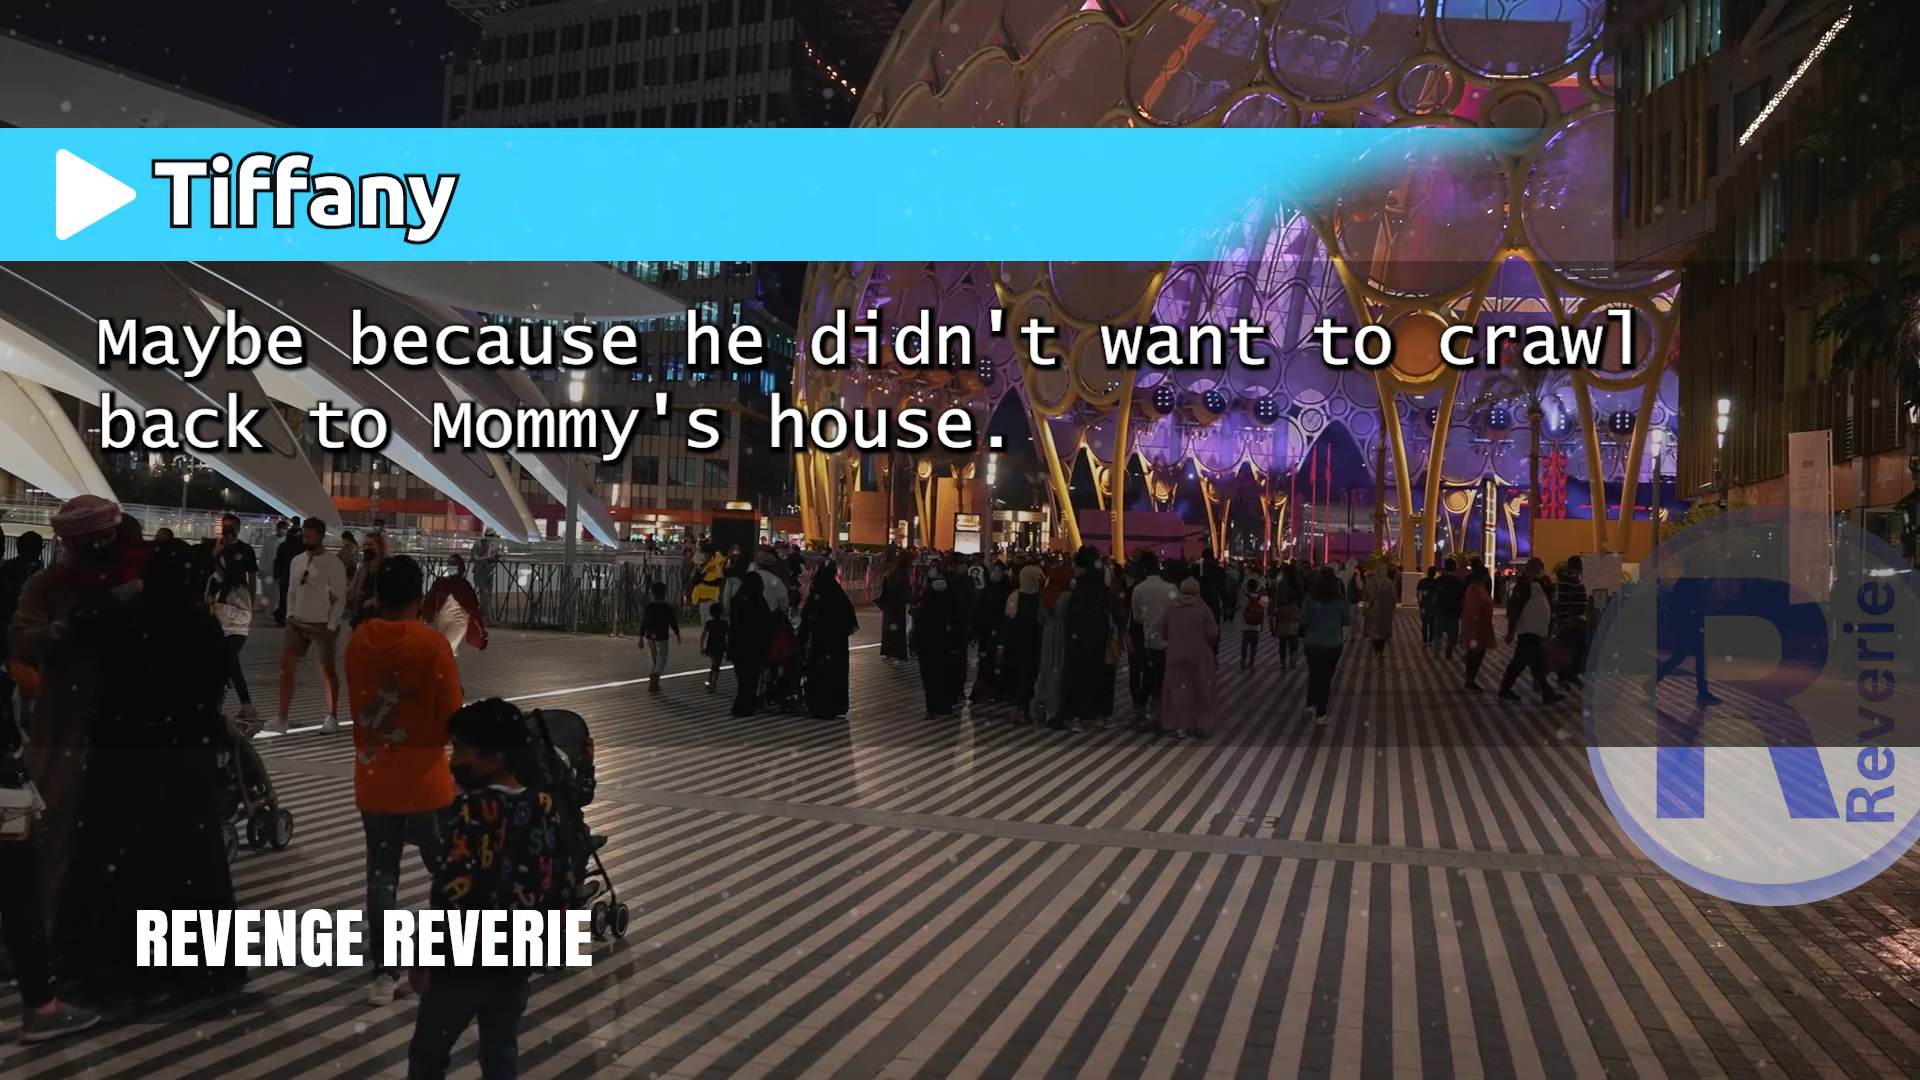 Tiffany
Maybe because he didn't want to crawl
back to Mommy's house.
R
Reverie
REVENGE REVERIE